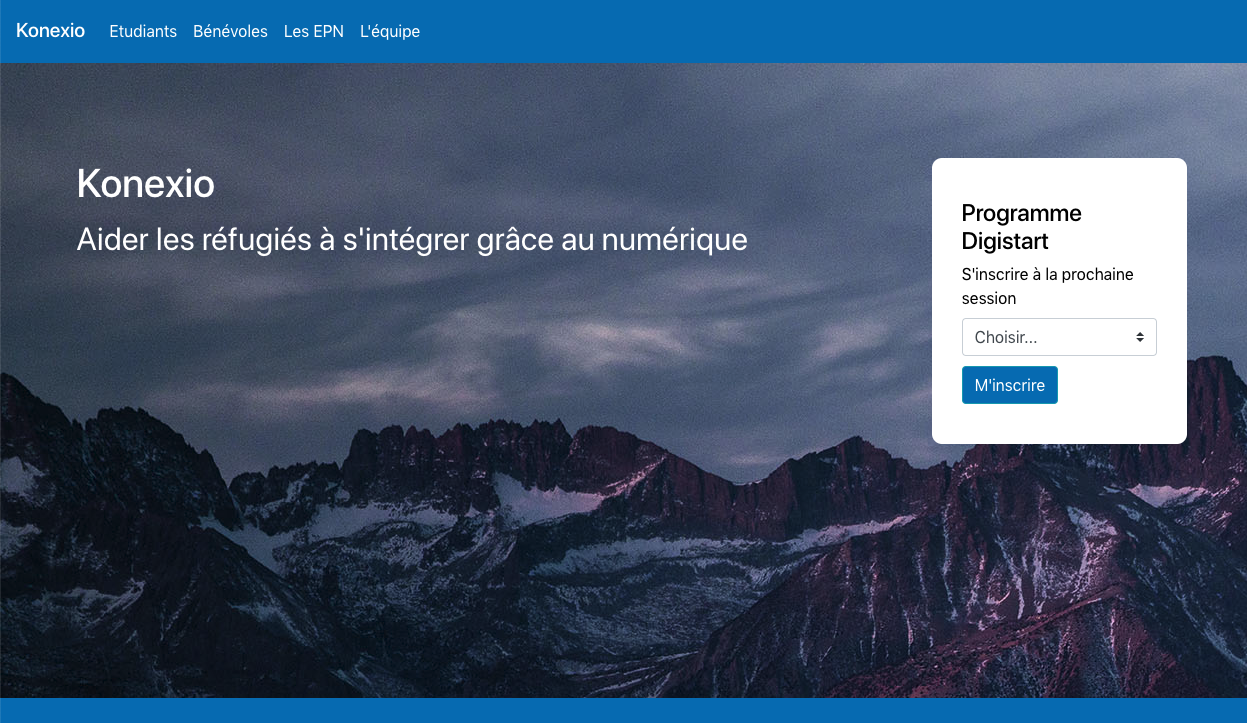 Konexio Etudiants Bénévoles Les EPN L'équipe
Konexio
Aider les réfugiés à s'intégrer grâce au numérique
Programme
Digistart
S'inscrire à la prochaine
session
Choisir...
M'inscrire